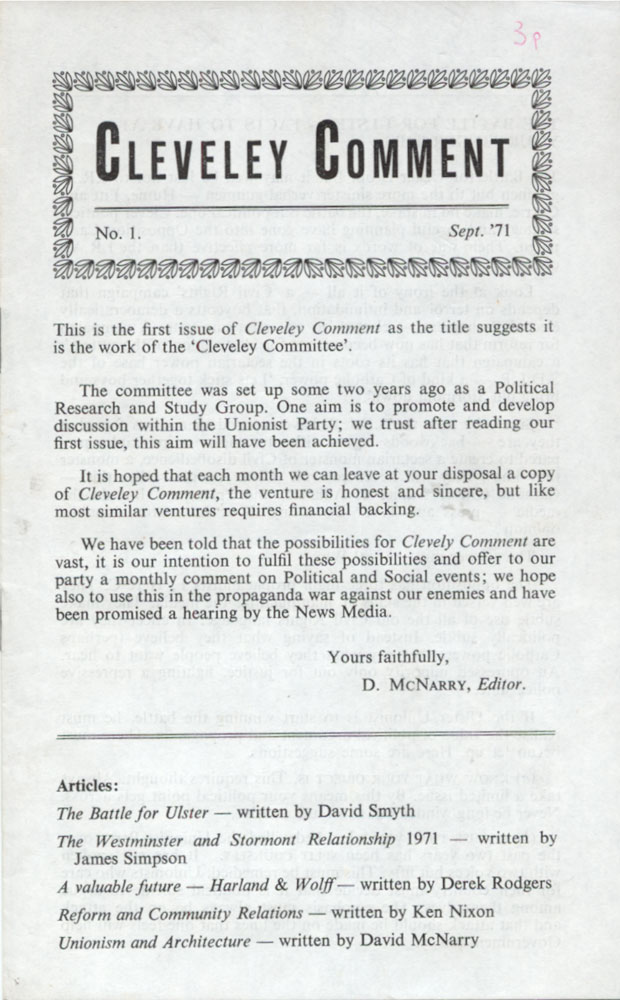 3p
CLEVELEY COMMENT
No. 1. Sept. '71
This is the first issue of Cleveley Comment as the title suggests it
is the work of the 'Cleveley Committee'.
The committee was set up some two years ago as a Political
Research and Study Group. One aim is to promote and develop
discussion within the Unionist Party; we trust after reading our
first issue, this aim will have been achieved.
It is hoped that each month we can leave at your disposal a copy
of Cleveley Comment, the venture is honest and sincere, but like
most similar ventures requires financial backing.
We have been told that the possibilities for Clevely Comment are
vast, it is our intention to fulfil these possibilities and offer to our
party a monthly comment on Political and Social events; we hope
also to use this in the propaganda war against our enemies and have
been promised a hearing by the News Media.
Yours faithfully,
D. McNARRY, Editor.
Articles:
The Battle for Ulster — written by David Smyth
The Westminster and Stormont Relationship 1971 — written by
James Simpson
A valuable future — Harland & Wolff — written by Derek Rodgers
Reform and Community Relations — written by Ken Nixon
Unionism and Architecture — written by David McNarry